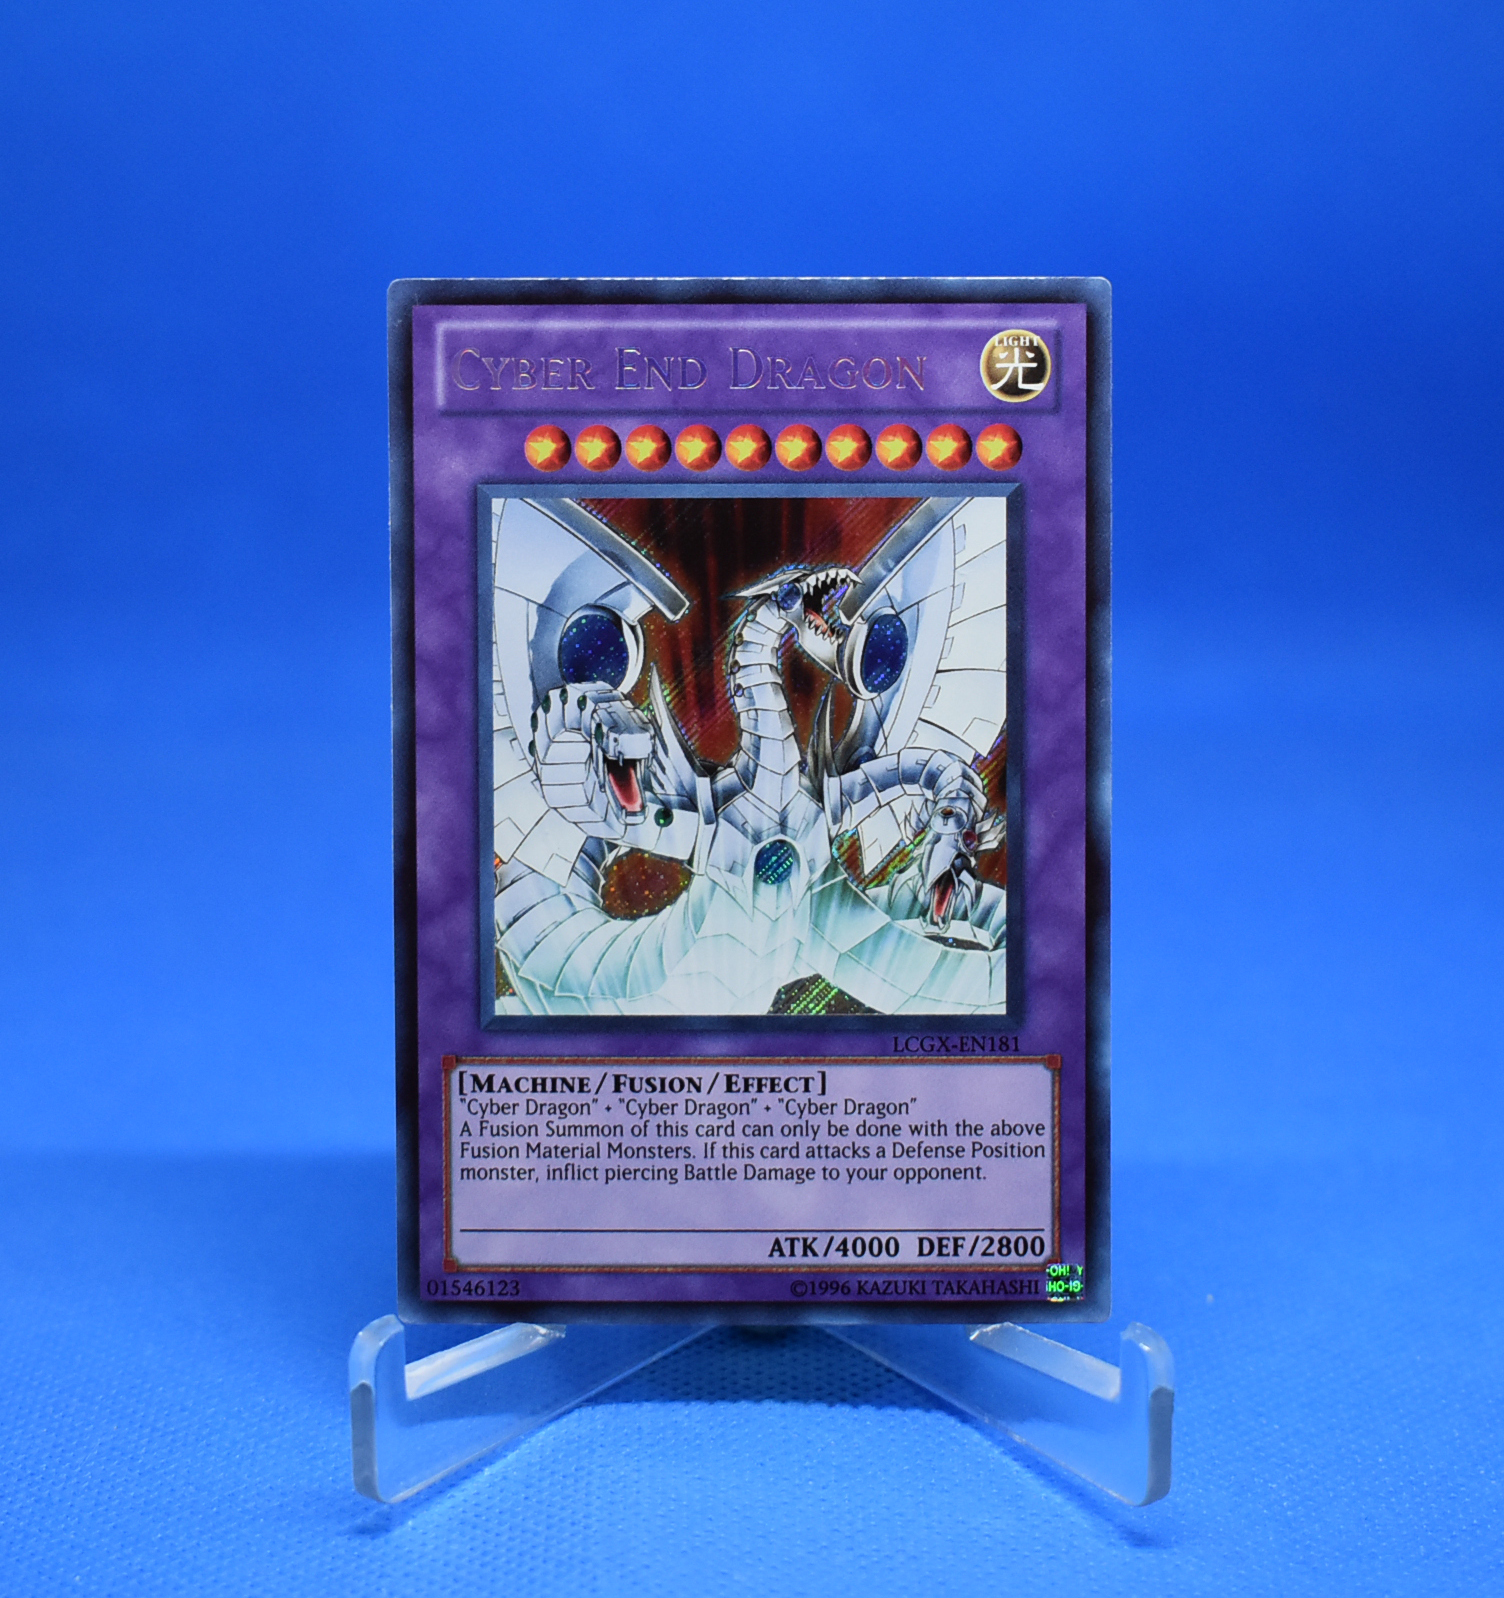 CYBER END DRAGON
LIGHT
光
LCGX-EN181
[MACHINE/FUSION/EFFECT]
"Cyber Dragon" + "Cyber Dragon" + "Cyber Dragon"
A Fusion Summon of this card can only be done with the above
Fusion Material Monsters. If this card attacks a Defense Position
monster, inflict piercing Battle Damage to your opponent.
ATK/4000 DEF/2800
01546123
©1996 KAZUKI TAKAHASHI